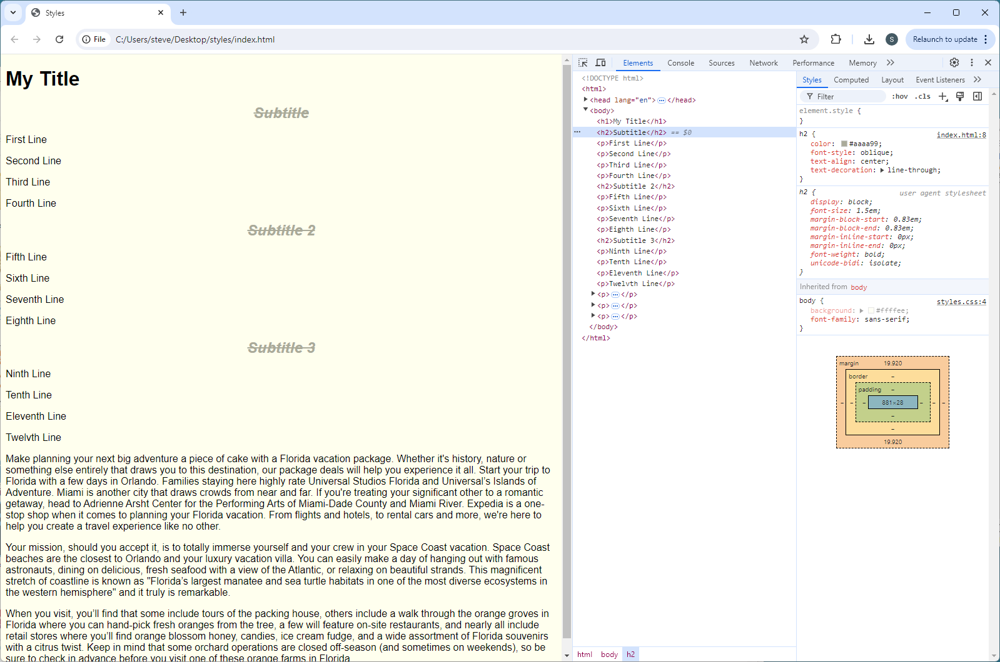 Styles
File C:/Users/steve/Desktop/styles/index.html S Relaunch to update
My Title
Subtitle
First Line
Second Line
Third Line
Fourth Line
Subtitle 2
Fifth Line
Sixth Line
Seventh Line
Eighth Line
Subtitle 3
Ninth Line
Tenth Line
Eleventh Line
Twelvth Line
Make planning your next big adventure a piece of cake with a Florida vacation package. Whether it's history, nature or
something else entirely that draws you to this destination, our package deals will help you experience it all. Start your trip to
Florida with a few days in Orlando. Families staying here highly rate Universal Studios Florida and Universal’s Islands of
Adventure. Miami is another city that draws crowds from near and far. If you're treating your significant other to a romantic
getaway, head to Adrienne Arsht Center for the Performing Arts of Miami-Dade County and Miami River. Expedia is a one-
stop shop when it comes to planning your Florida vacation. From flights and hotels, to rental cars and more, we're here to
help you create a travel experience like no other.
Your mission, should you accept it, is to totally immerse yourself and your crew in your Space Coast vacation. Space Coast
beaches are the closest to Orlando and your luxury vacation villa. You can easily make a day of hanging out with famous
astronauts, dining on delicious, fresh seafood with a view of the Atlantic, or relaxing on beautiful strands. This magnificent
stretch of coastline is known as "Florida’s largest manatee and sea turtle habitats in one of the most diverse ecosystems in
the western hemisphere" and it truly is remarkable.
When you visit, you’ll find that some include tours of the packing house, others include a walk through the orange groves in
Florida where you can hand-pick fresh oranges from the tree, a few will feature on-site restaurants, and nearly all include
retail stores where you’ll find orange blossom honey, candies, ice cream fudge, and a wide assortment of Florida souvenirs
with a citrus twist. Keep in mind that some orchard operations are closed off-season (and sometimes on weekends), so be
sure to check in advance before you visit one of these orange farms in Florida
Elements Console Sources Network Performance Memory
<!DOCTYPE html>
<html>
<head lang="en"> ⋯ </head>
<body>
<h1>My Title</h1>
<h2>Subtitle</h2> == $0
<p>First Line</p>
<p>Second Line</p>
<p>Third Line</p>
<p>Fourth Line</p>
<h2>Subtitle 2</h2>
<p>Fifth Line</p>
<p>Sixth Line</p>
<p>Seventh Line</p>
<p>Eighth Line</p>
<h2>Subtitle 3</h2>
<p>Ninth Line</p>
<p>Tenth Line</p>
<p>Eleventh Line</p>
<p>Twelvth Line</p>
<p> ⋯ </p>
<p> ⋯ </p>
<p> ⋯ </p>
</body>
</html>
html body h2
Styles Computed Layout Event Listeners
Filter :hov .cls
element.style {
}
h2 { index.html:8
color: #aaaa99;
font-style: oblique;
text-align: center;
text-decoration: line-through;
}
h2 { user agent stylesheet
display: block;
font-size: 1.5em;
margin-block-start: 0.83em;
margin-block-end: 0.83em;
margin-inline-start: 0px;
margin-inline-end: 0px;
font-weight: bold;
unicode-bidi: isolate;
}
Inherited from body
body { styles.css:4
background: #ffffee;
font-family: sans-serif;
}
margin 19.920
border –
padding –
– – – 881×28 – – –
–
–
19.920